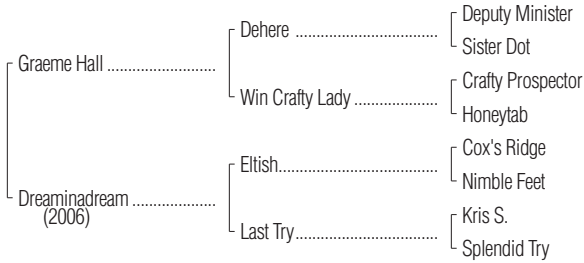 Deputy Minister
Dehere ..........................................
Sister Dot
Graeme Hall ................................
Crafty Prospector
Win Crafty Lady ........................
Honeytab
Cox's Ridge
Eltish..............................................
Nimble Feet
Dreaminadream .........................
(2006)
Kris S.
Last Try..........................................
Splendid Try